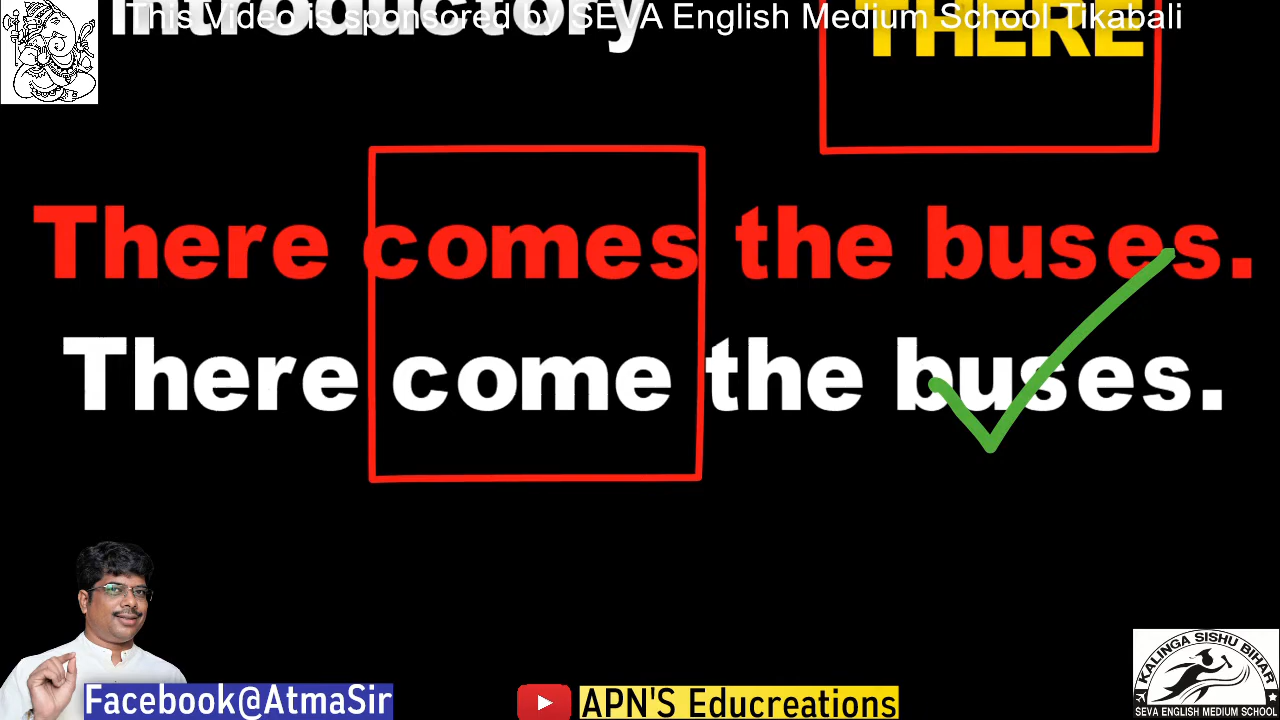 This Video is sponsored by SEVA English Medium School Tikabali
Introductory
THERE
There comes the buses.
There come the buses.
Facebook@AtmaSir
APN'S Educreations
KALINGA SISHU BIHAR
SEVA ENGLISH MEDIUM SCHOOL